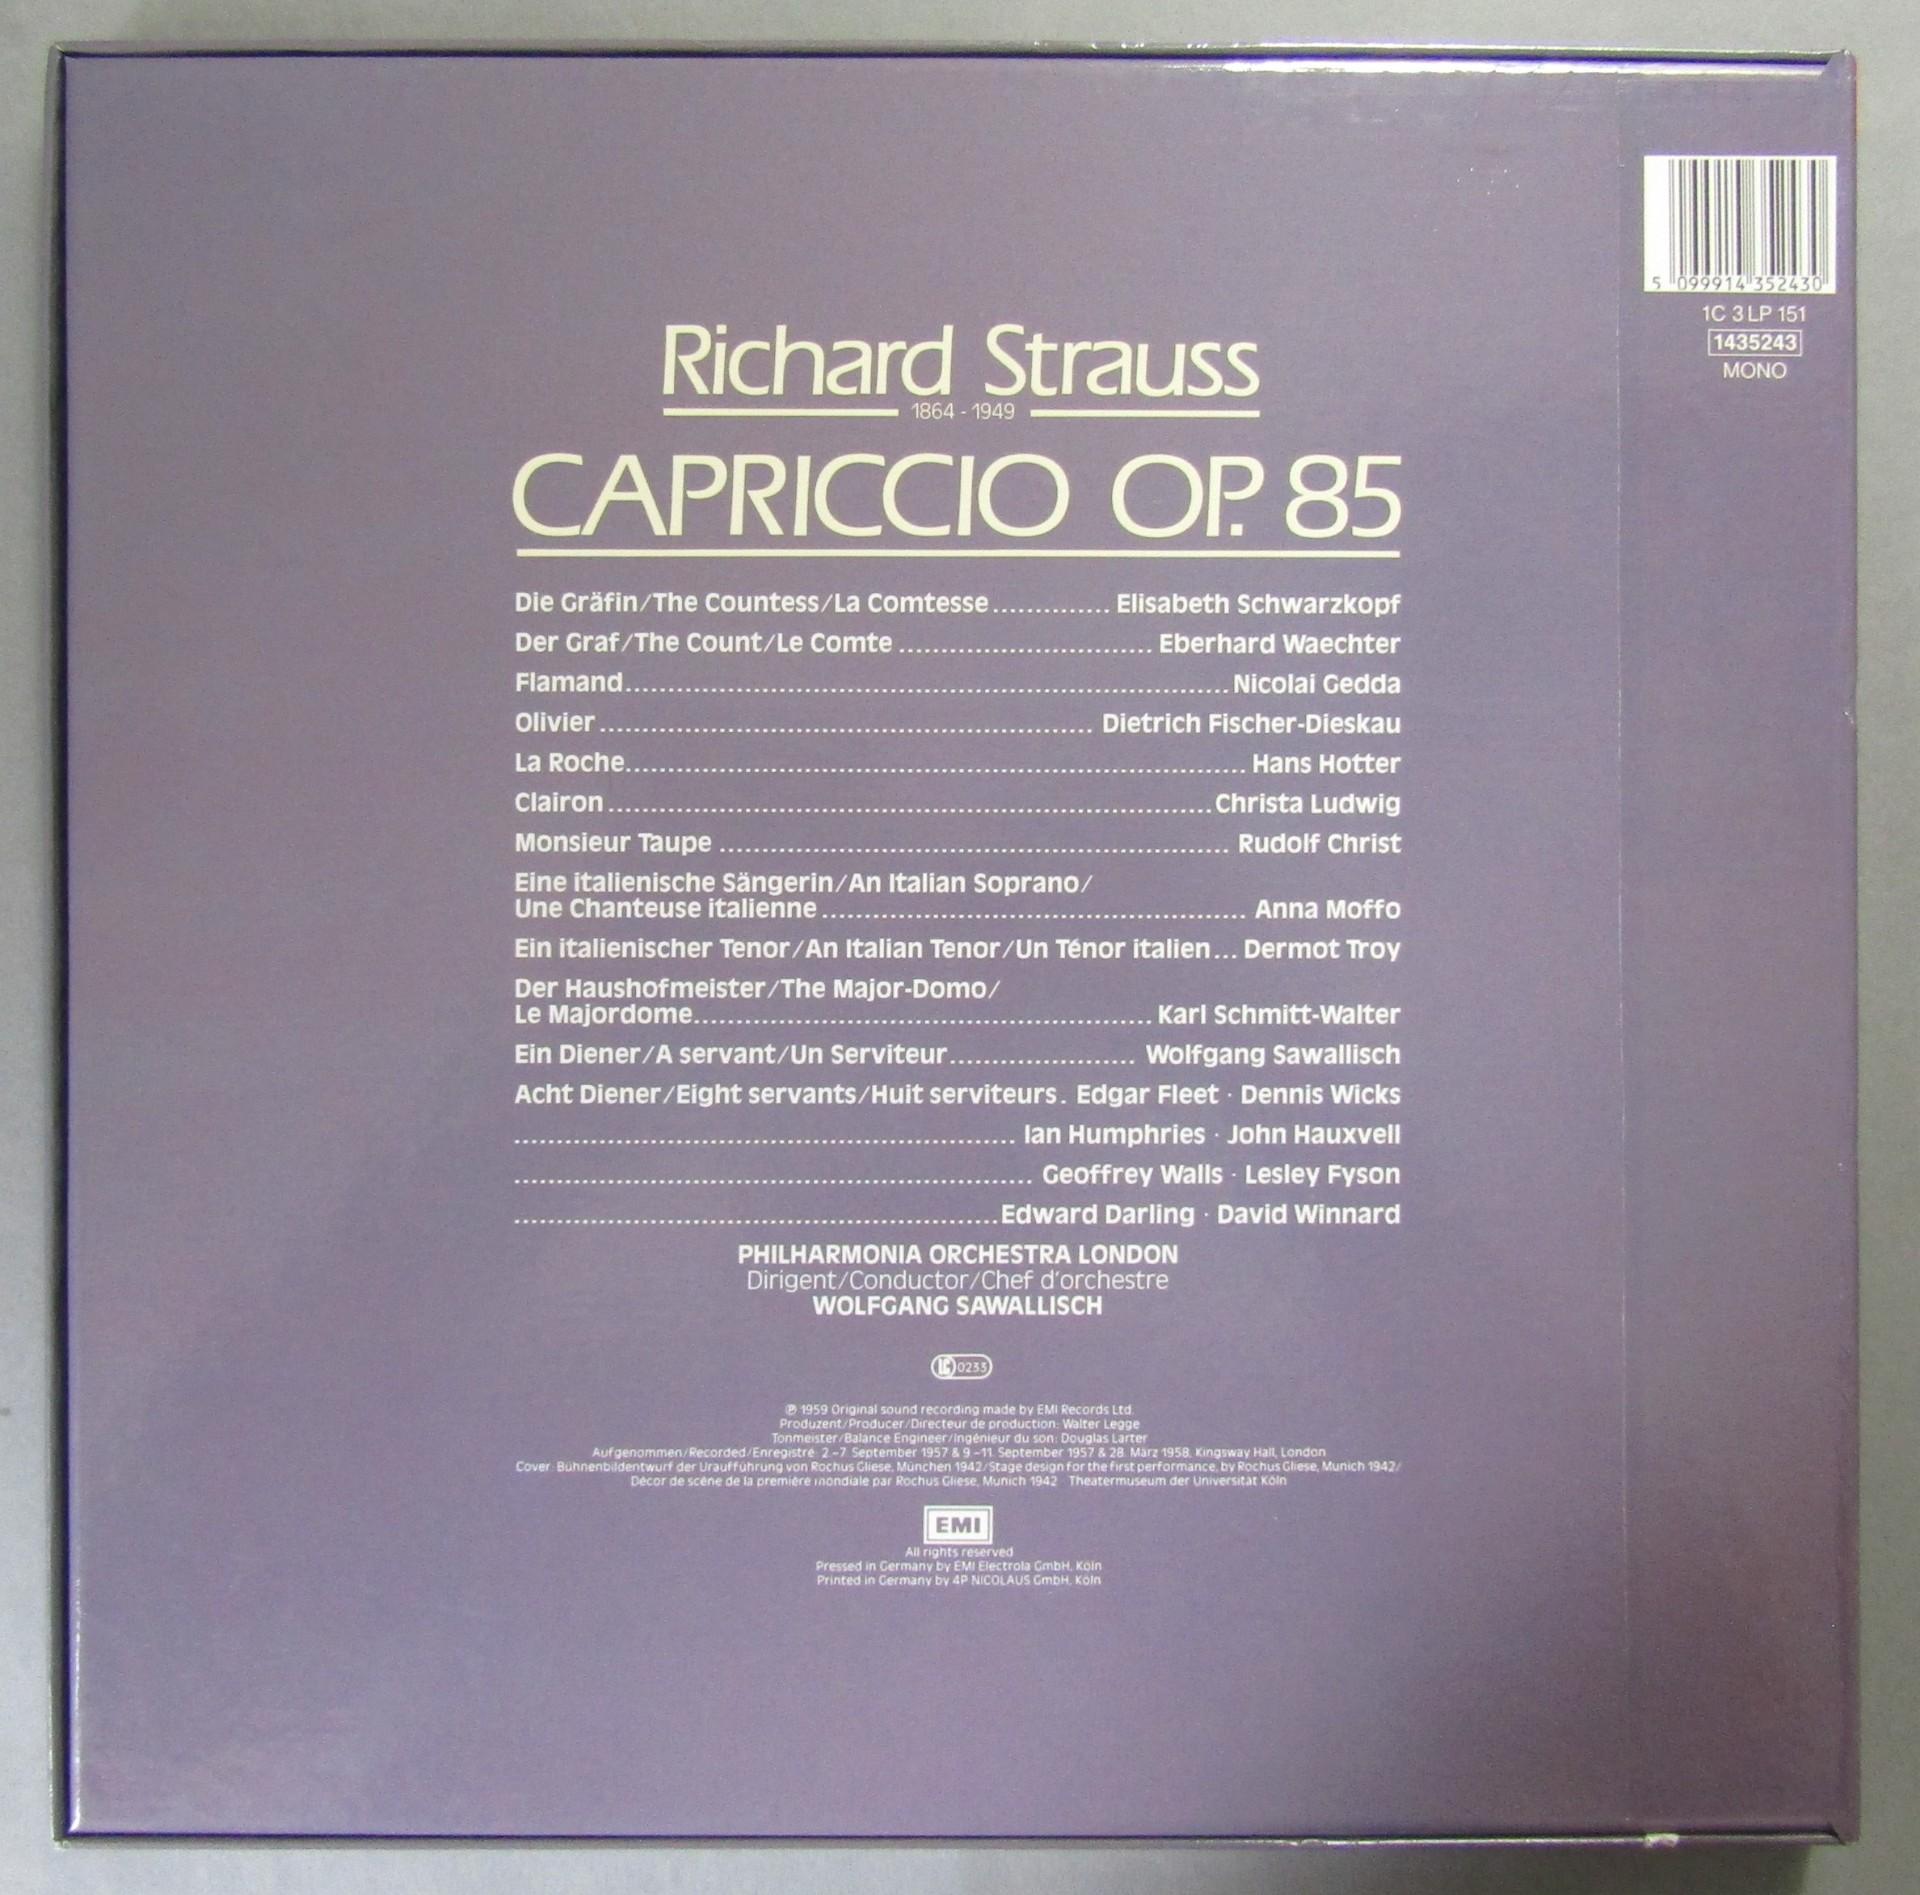 5 099914 352430
1C 3 LP 151
1435243
MONO
Richard Strauss
1864 - 1949
CAPRICCIO OP. 85
Die Gräfin/The Countess/La Comtesse.............. Elisabeth Schwarzkopf
Der Graf/The Count/Le Comte .............................. Eberhard Waechter
Flamand....................................................................... Nicolai Gedda
Olivier .......................................................... Dietrich Fischer-Dieskau
La Roche......................................................................... Hans Hotter
Clairon .......................................................................Christa Ludwig
Monsieur Taupe ............................................................ Rudolf Christ
Eine italienische Sängerin/An Italian Soprano/
Une Chanteuse italienne .................................................. Anna Moffo
Ein italienischer Tenor/An Italian Tenor/Un Ténor italien... Dermot Troy
Der Haushofmeister/The Major-Domo/
Le Majordome...................................................... Karl Schmitt-Walter
Ein Diener/A servant/Un Serviteur...................... Wolfgang Sawallisch
Acht Diener/Eight servants/Huit serviteurs. Edgar Fleet · Dennis Wicks
........................................................... Ian Humphries · John Hauxvell
............................................................. Geoffrey Walls · Lesley Fyson
.........................................................Edward Darling · David Winnard
PHILHARMONIA ORCHESTRA LONDON
Dirigent/Conductor/Chef d'orchestre
WOLFGANG SAWALLISCH
LC 0233
℗ 1959 Original sound recording made by EMI Records Ltd.
Produzent/Producer/Directeur de production: Walter Legge
Tonmeister/Balance Engineer/Ingénieur du son: Douglas Larter
Aufgenommen/Recorded/Enregistré: 2.-7. September 1957 & 9.-11. September 1957 & 28. März 1958, Kingsway Hall, London
Cover: Bühnenbildentwurf der Uraufführung von Rochus Gliese, München 1942/Stage design for the first performance, by Rochus Gliese, Munich 1942/
Décor de scéne de la première mondiale par Rochus Gliese, Munich 1942 Theatermuseum der Universität Köln
EMI
All rights reserved
Pressed in Germany by EMI Electrola GmbH, Köln
Printed in Germany by 4P NICOLAUS GmbH, Köln